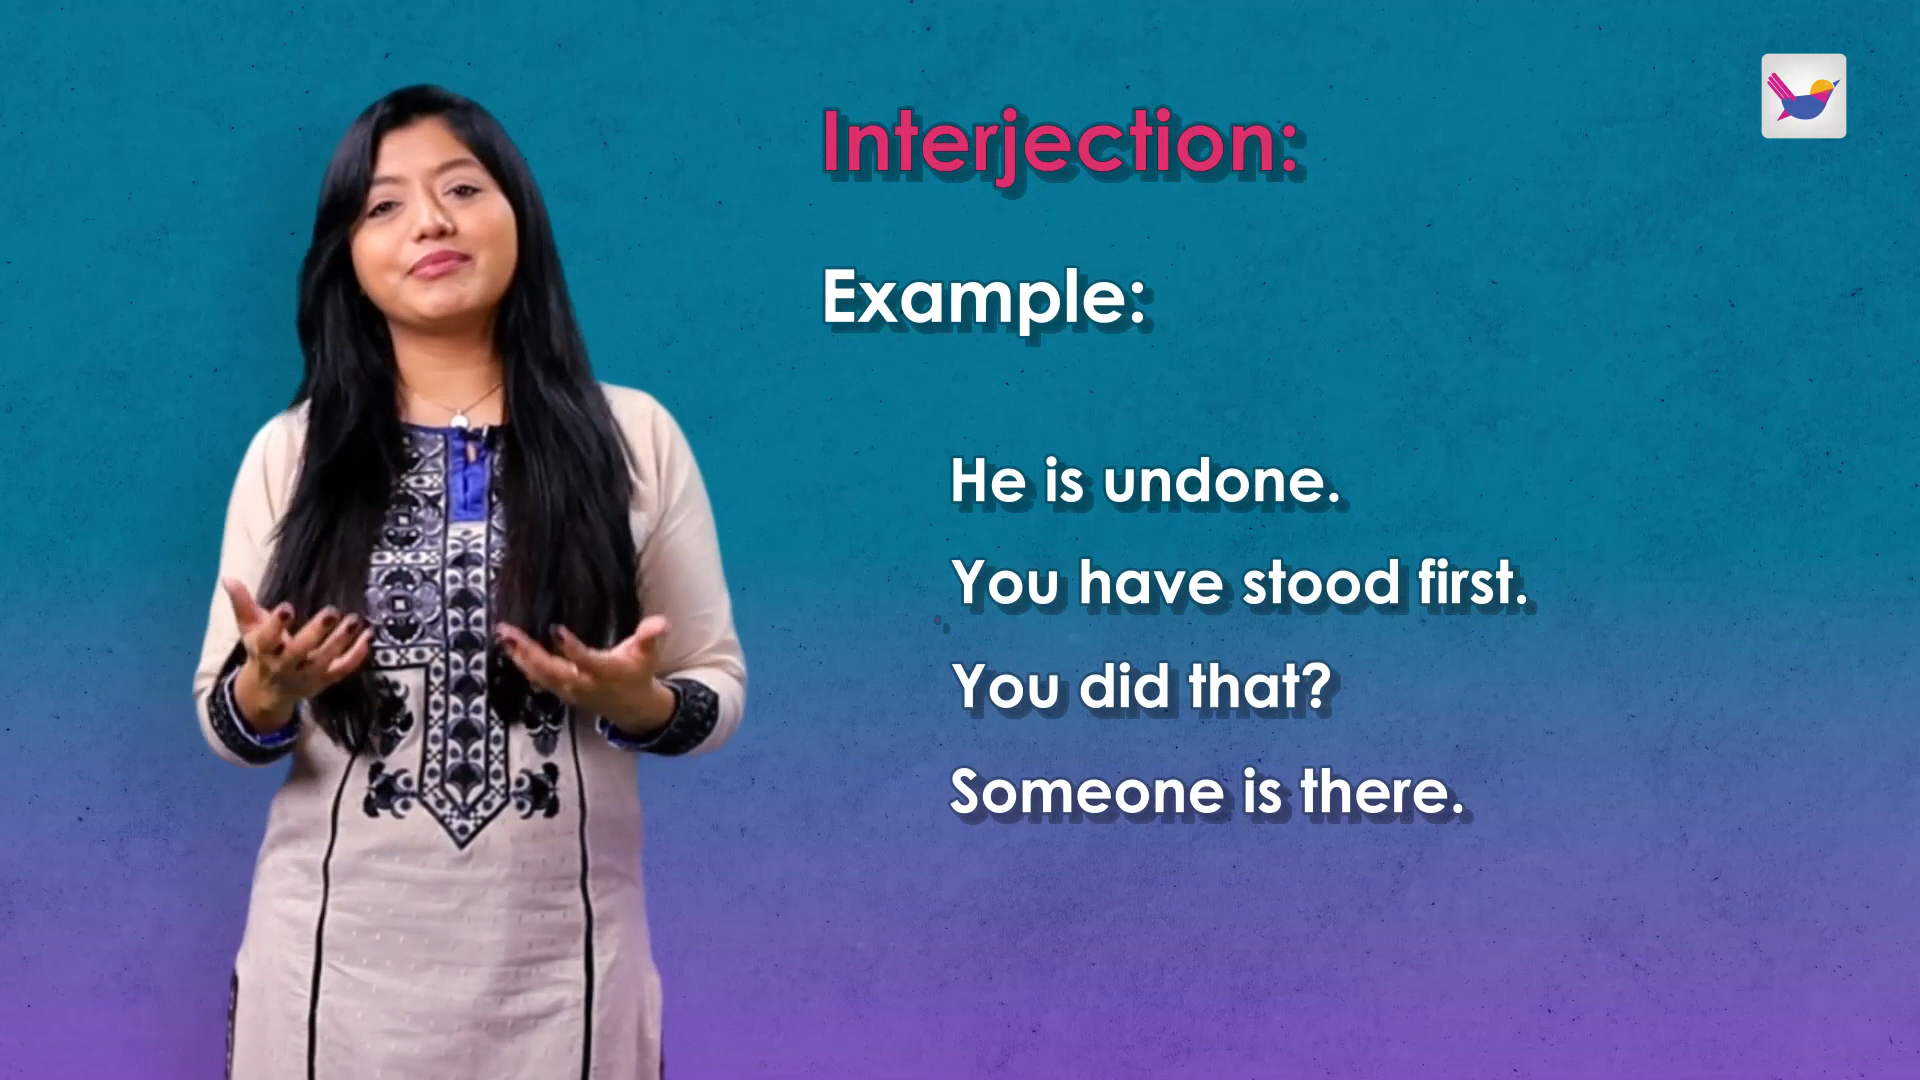 Interjection:
Example:
He is undone.
You have stood first.
You did that?
Someone is there.